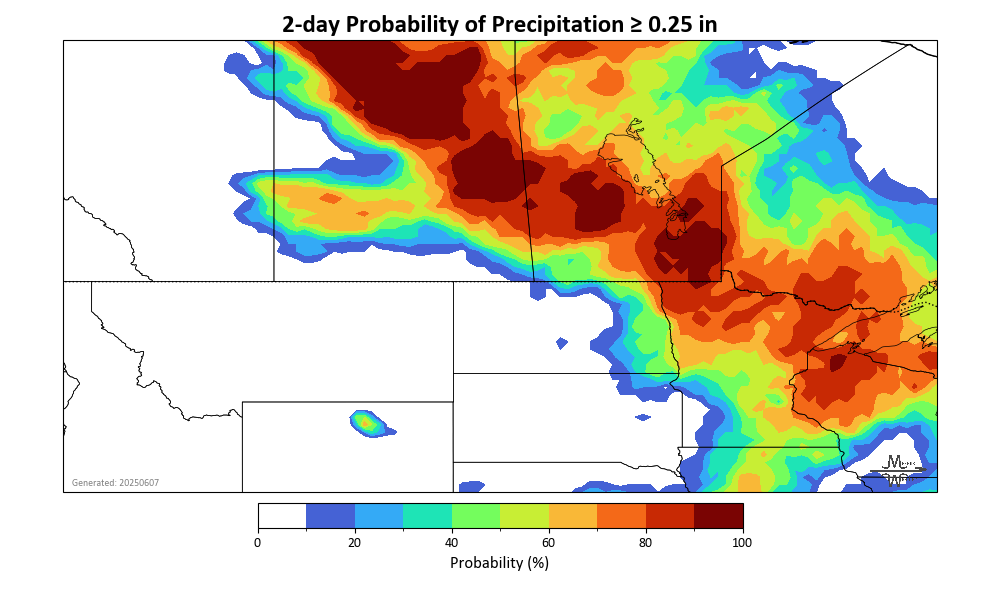 2-day Probability of Precipitation ≥ 0.25 in
Generated: 20250607
0 20 40 60 80 100
Probability (%)